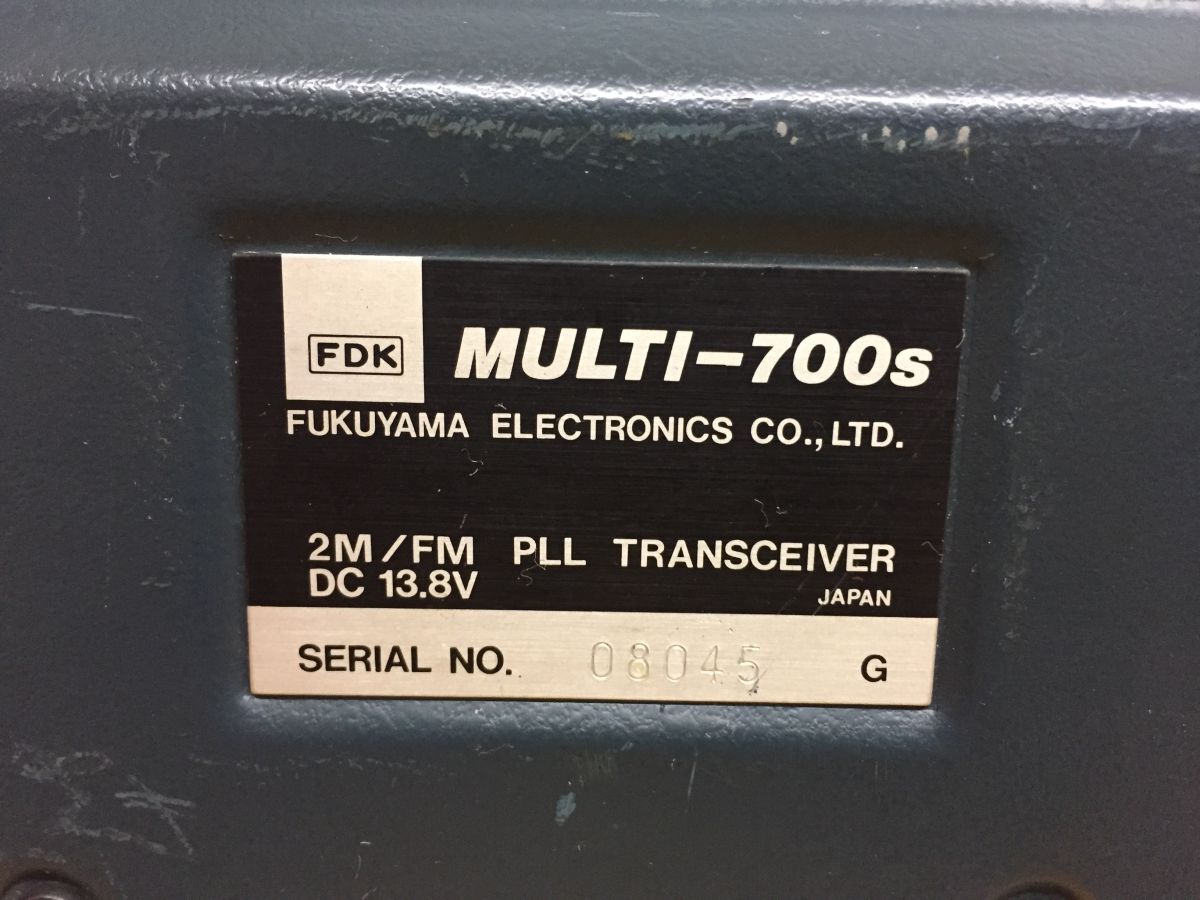 FDK MULTI-700s
FUKUYAMA ELECTRONICS CO.,LTD.
2M/FM PLL TRANSCEIVER
DC 13.8V JAPAN
SERIAL NO. 08045 G